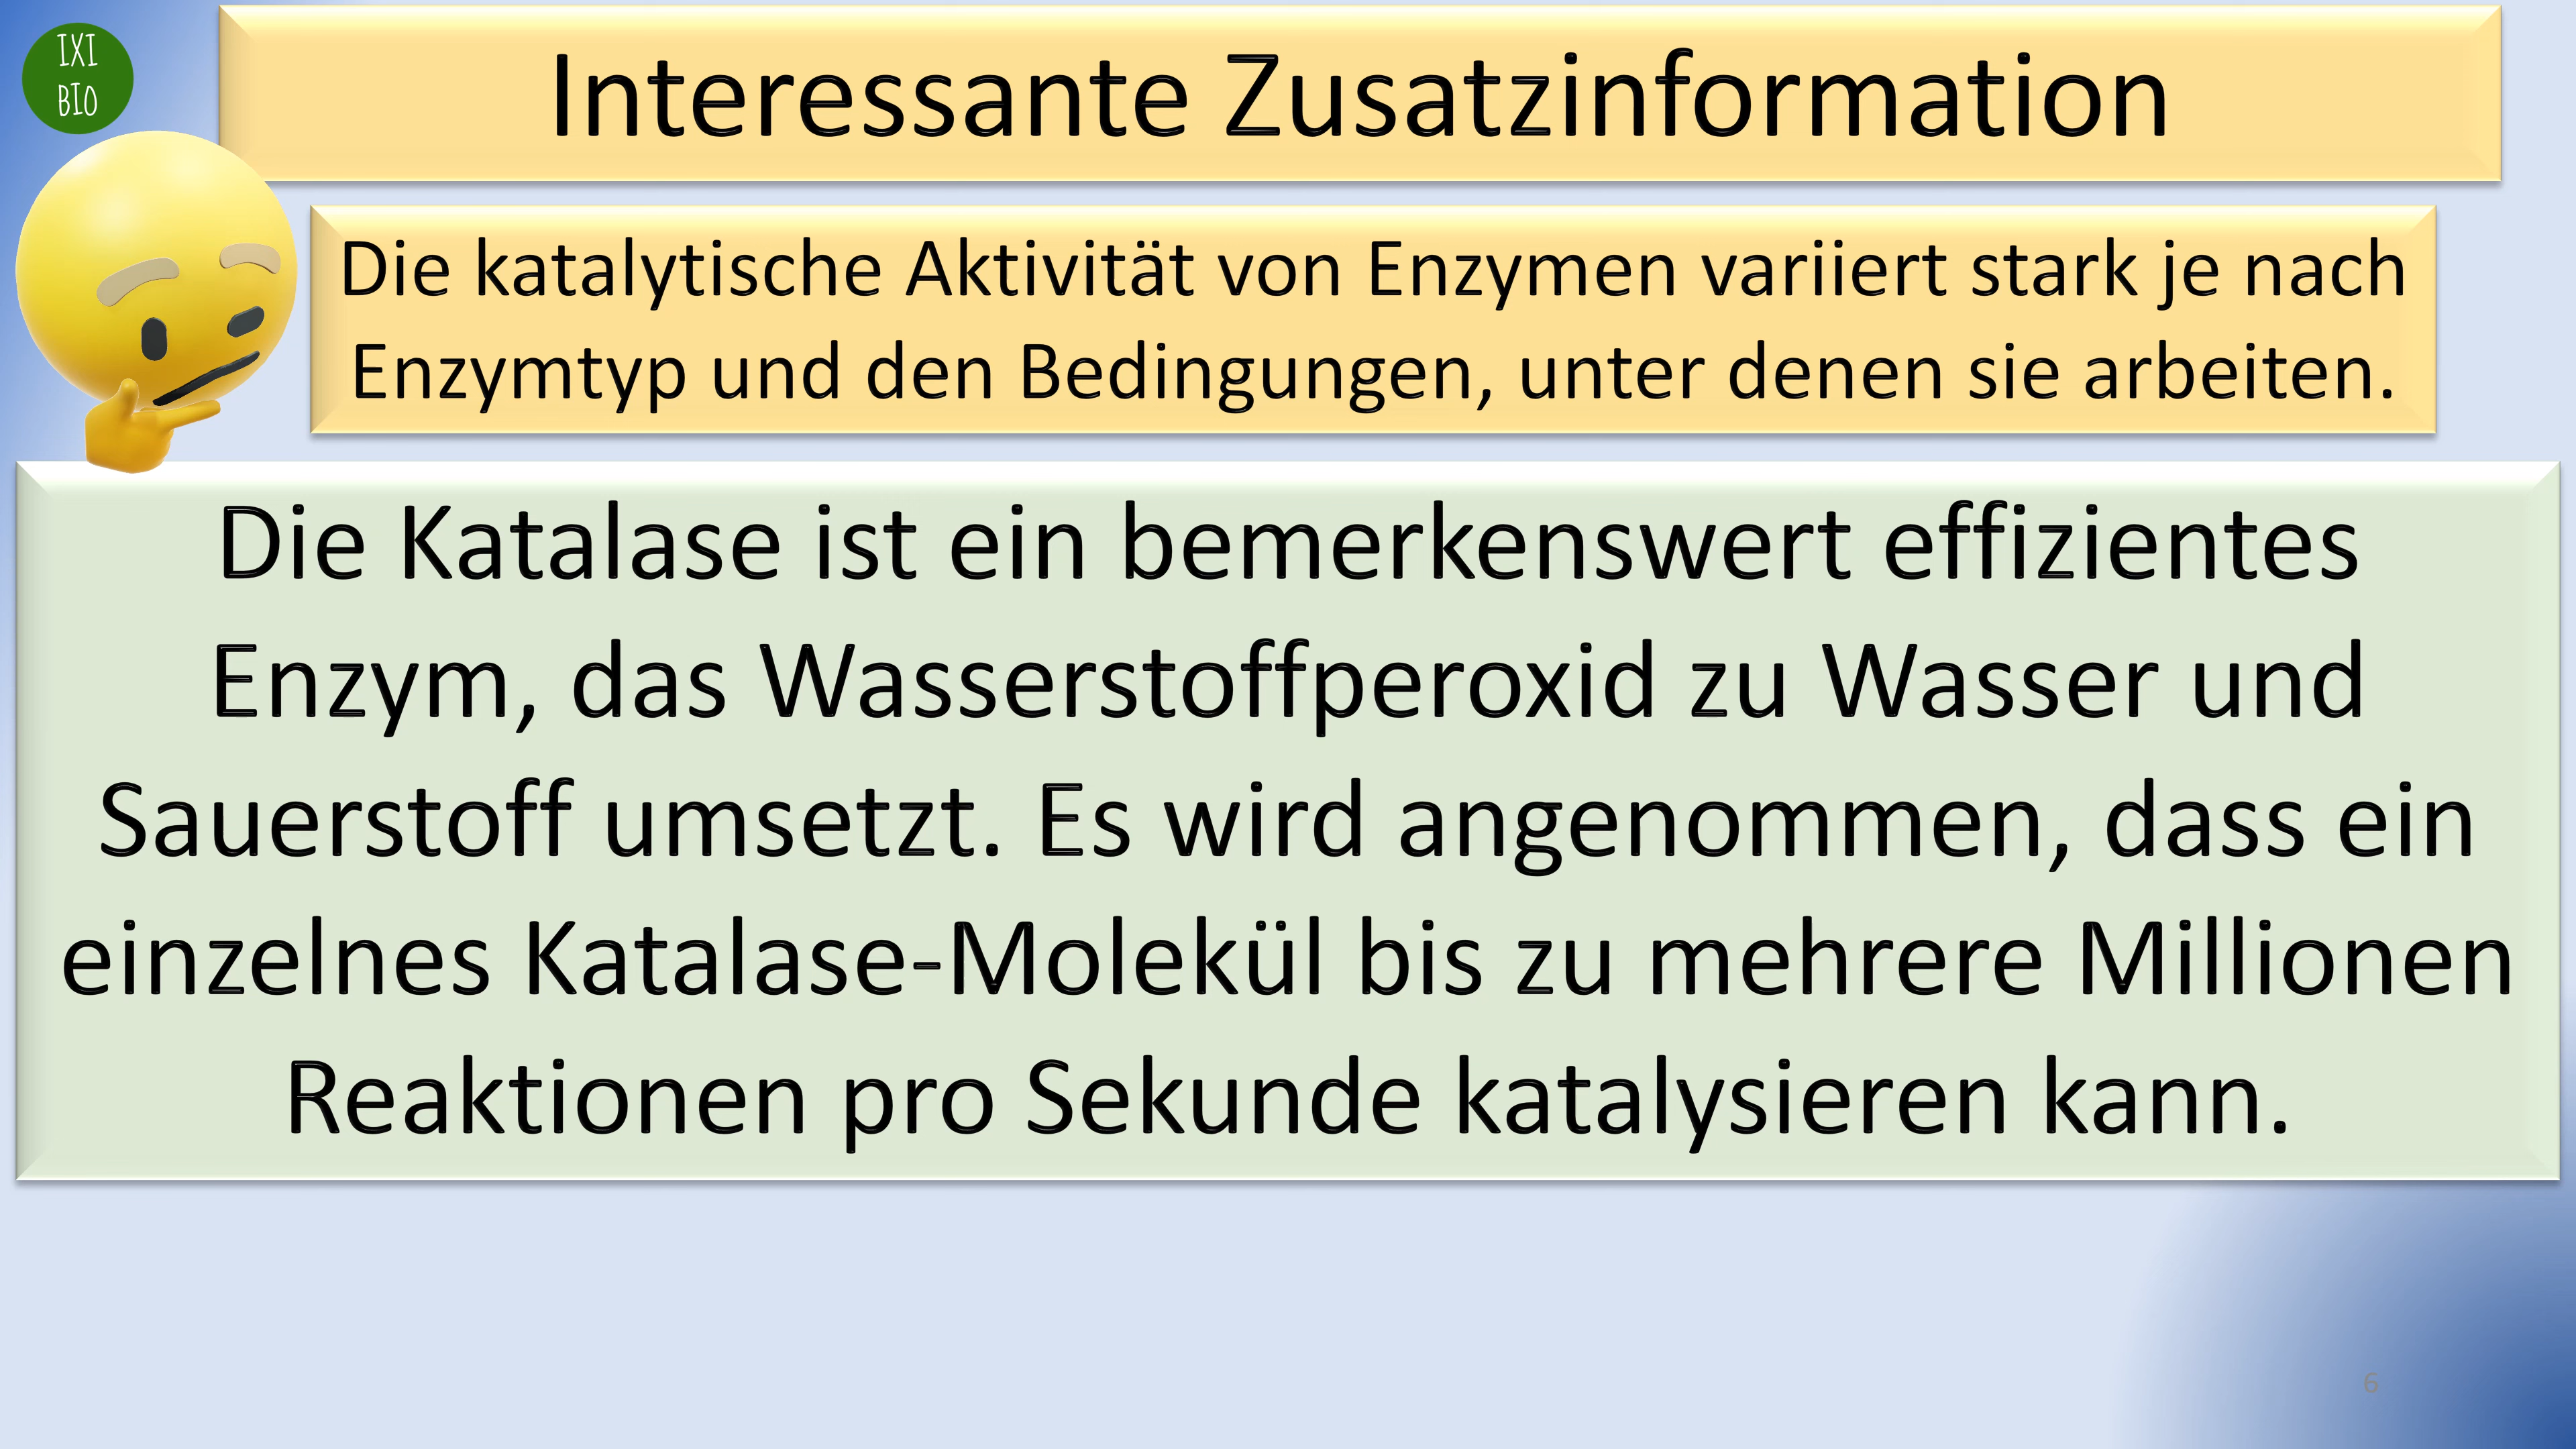 IXI
BIO
Interessante Zusatzinformation
Die katalytische Aktivität von Enzymen variiert stark je nach
Enzymtyp und den Bedingungen, unter denen sie arbeiten.
Die Katalase ist ein bemerkenswert effizientes
Enzym, das Wasserstoffperoxid zu Wasser und
Sauerstoff umsetzt. Es wird angenommen, dass ein
einzelnes Katalase-Molekül bis zu mehrere Millionen
Reaktionen pro Sekunde katalysieren kann.
6